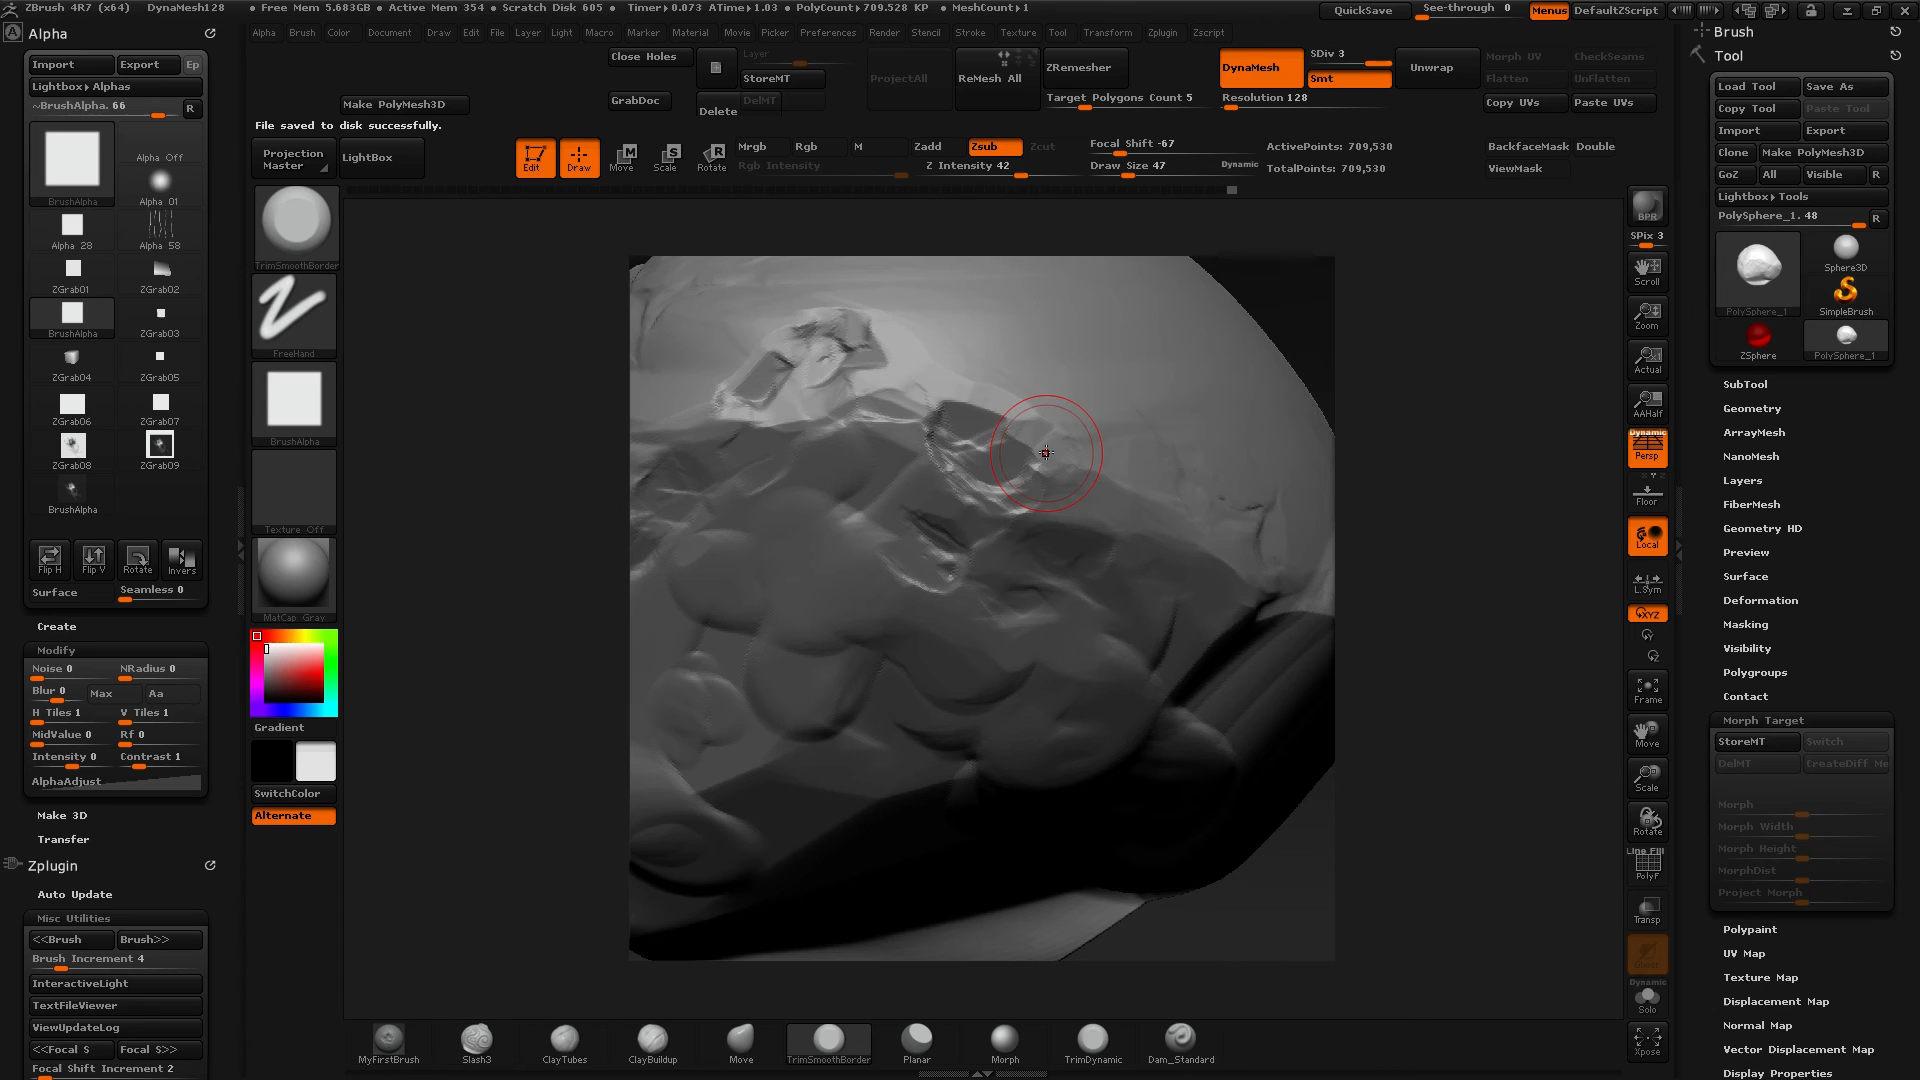 ZBrush 4R7 (x64) DynaMesh128 • Free Mem 5.683GB • Active Mem 354 • Scratch Disk 605 • Timer▸0.073 ATime▸1.03 • PolyCount▸709.528 KP • MeshCount▸1 QuickSave See-through 0 Menus DefaultZScript
Alpha
Alpha Brush Color Document Draw Edit File Layer Light Macro Marker Material Movie Picker Preferences Render Stencil Stroke Texture Tool Transform Zplugin Zscript
Brush
Tool
Import Export Ep
Lightbox▸Alphas
~BrushAlpha. 66 R
BrushAlpha
Alpha Off
Alpha 01
Alpha 28
Alpha 58
ZGrab01
ZGrab02
BrushAlpha
ZGrab03
ZGrab04
ZGrab05
ZGrab06
ZGrab07
ZGrab08
ZGrab09
BrushAlpha
Flip H Flip V Rotate Invers
Surface Seamless 0
Create
Modify
Noise 0 NRadius 0
Blur 0 Max Aa
H Tiles 1 V Tiles 1
MidValue 0 Rf 0
Intensity 0 Contrast 1
AlphaAdjust
Make 3D
Transfer
Zplugin
Auto Update
Misc Utilities
<<Brush Brush>>
Brush Increment 4
InteractiveLight
TextFileViewer
ViewUpdateLog
<<Focal S Focal S>>
Focal Shift Increment 2
Make PolyMesh3D
File saved to disk successfully.
Close Holes
GrabDoc
Layer
StoreMT
Delete DelMT
ProjectAll
ReMesh All
ZRemesher
Target Polygons Count 5
DynaMesh
SDiv 3
Smt
Resolution 128
Unwrap
Morph UV CheckSeams
Flatten UnFlatten
Copy UVs Paste UVs
Projection Master
LightBox
Edit Draw Move Scale Rotate
Mrgb Rgb M
Rgb Intensity
Zadd Zsub Zcut
Z Intensity 42
Focal Shift -67
Draw Size 47
Dynamic
ActivePoints: 709,530
TotalPoints: 709,530
BackfaceMask Double
ViewMask
TrimSmoothBorder
FreeHand
BrushAlpha
Texture Off
MatCap Gray
Gradient
SwitchColor
Alternate
BPR
SPix 3
Scroll
Zoom
Actual
AAHalf
Dynamic
Persp
Floor
Local
L.Sym
XYZ
Frame
Move
Scale
Rotate
Line Fill
PolyF
Transp
Dynamic
Solo
Xpose
MyFirstBrush Slash3 ClayTubes ClayBuildup Move TrimSmoothBorder Planar Morph TrimDynamic Dam_Standard
Load Tool Save As
Copy Tool Paste Tool
Import Export
Clone Make PolyMesh3D
GoZ All Visible R
Lightbox▸Tools
PolySphere_1. 48 R
PolySphere_1
Sphere3D
SimpleBrush
ZSphere
PolySphere_1
SubTool
Geometry
ArrayMesh
NanoMesh
Layers
FiberMesh
Geometry HD
Preview
Surface
Deformation
Masking
Visibility
Polygroups
Contact
Morph Target
StoreMT Switch
DelMT CreateDiff Me
Morph
Morph Width
Morph Height
MorphDist
Project Morph
Polypaint
UV Map
Texture Map
Displacement Map
Normal Map
Vector Displacement Map
Display Properties